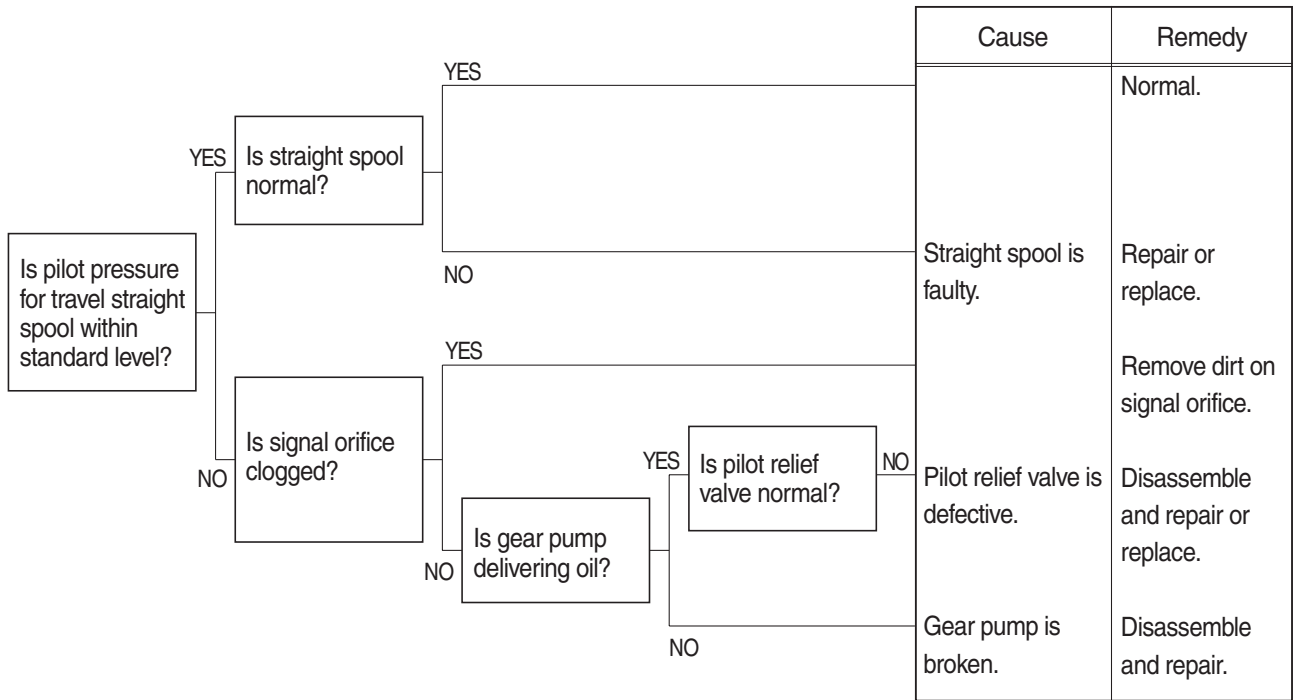 Cause
Remedy
YES
Normal.
YES
Is straight spool
normal?
Is pilot pressure
for travel straight
spool within
standard level?
NO
Straight spool is
faulty.
Repair or
replace.
YES
Remove dirt on
signal orifice.
NO
Is signal orifice
clogged?
YES
Is pilot relief
valve normal?
NO
Pilot relief valve is
defective.
Disassemble
and repair or
replace.
NO
Is gear pump
delivering oil?
NO
Gear pump is
broken.
Disassemble
and repair.